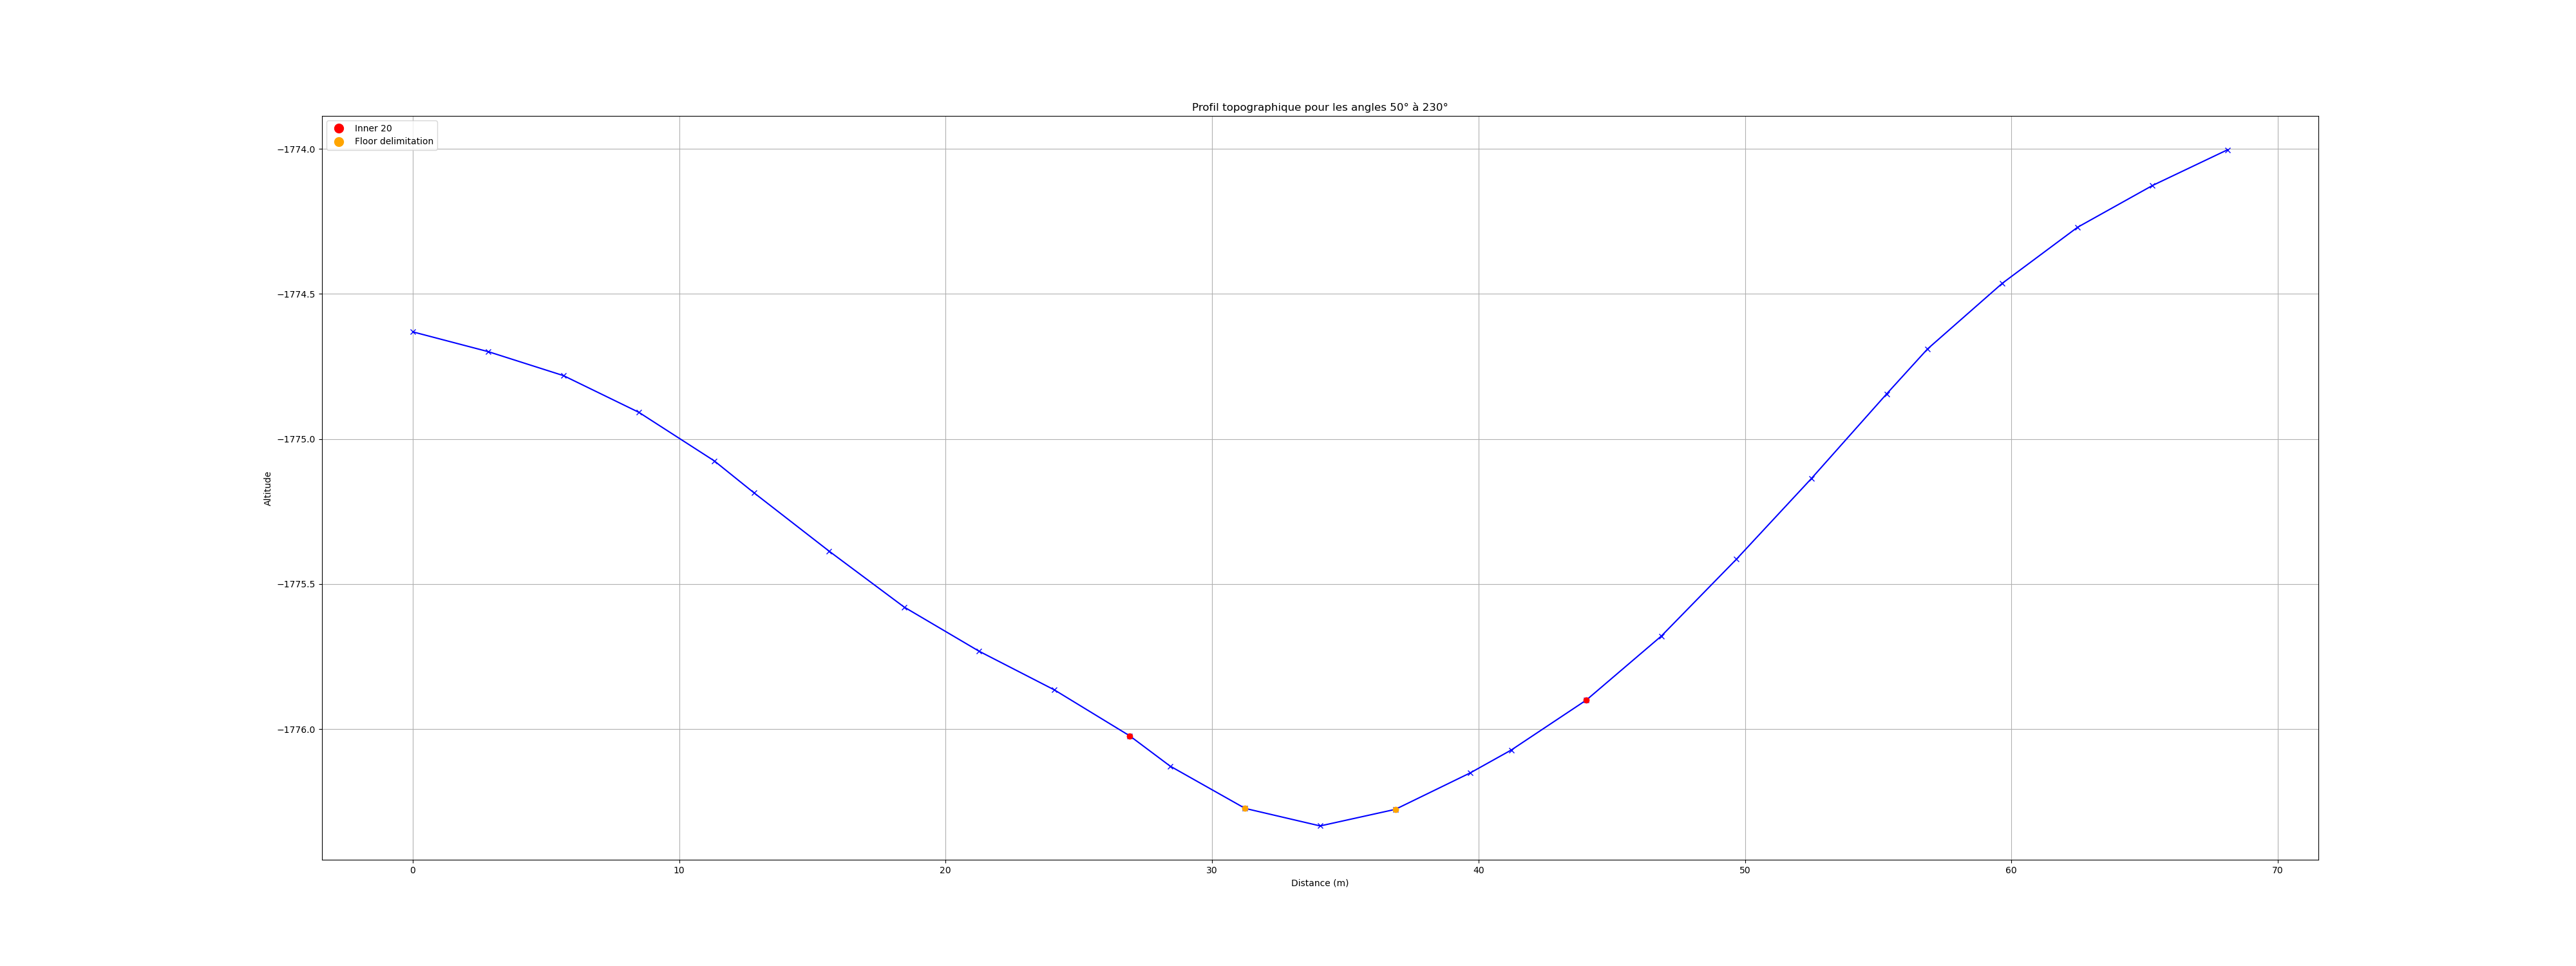 Profil topographique pour les angles 50° à 230°
Inner 20
Floor delimitation
−1774.0
−1774.5
−1775.0
−1775.5
−1776.0
Altitude
0 10 20 30 40 50 60 70
Distance (m)